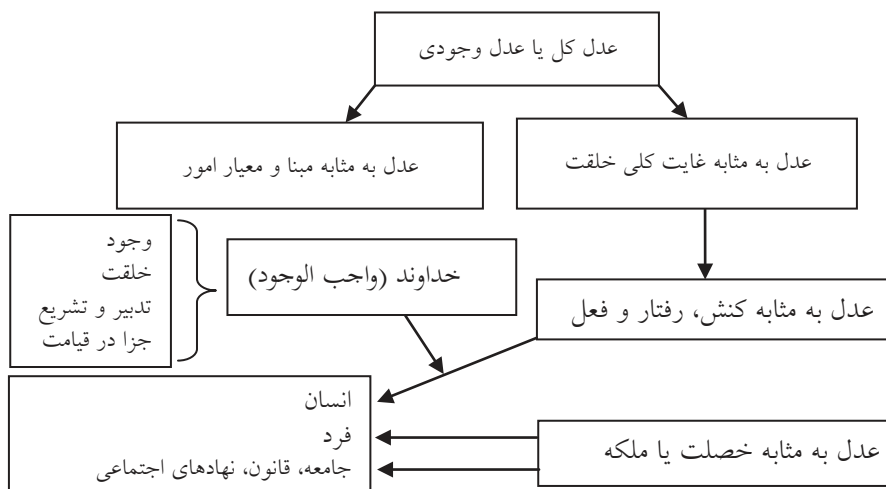 عدل کل یا عدل وجودی
عدل به مثابه غایت کلی خلقت
عدل به مثابه مبنا و معیار امور
خداوند (واجب الوجود)
وجود
خلقت
تدبیر و تشریع
جزا در قیامت
عدل به مثابه کنش، رفتار و فعل
انسان
فرد
جامعه، قانون، نهادهای اجتماعی
عدل به مثابه خصلت یا ملکه